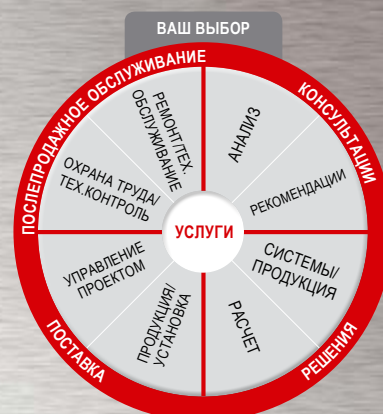 ВАШ ВЫБОР
ПОСЛЕПРОДАЖНОЕ ОБСЛУЖИВАНИЕ
КОНСУЛЬТАЦИИ
РЕМОНТ/ТЕХ.
ОБСЛУЖИВАНИЕ
АНАЛИЗ
ОХРАНА ТРУДА/
ТЕХ.КОНТРОЛЬ
РЕКОМЕНДАЦИИ
УСЛУГИ
УПРАВЛЕНИЕ
ПРОЕКТОМ
СИСТЕМЫ/
ПРОДУКЦИЯ
ПРОДУКЦИЯ/
УСТАНОВКА
РАСЧЕТ
ПОСТАВКА
РЕШЕНИЯ